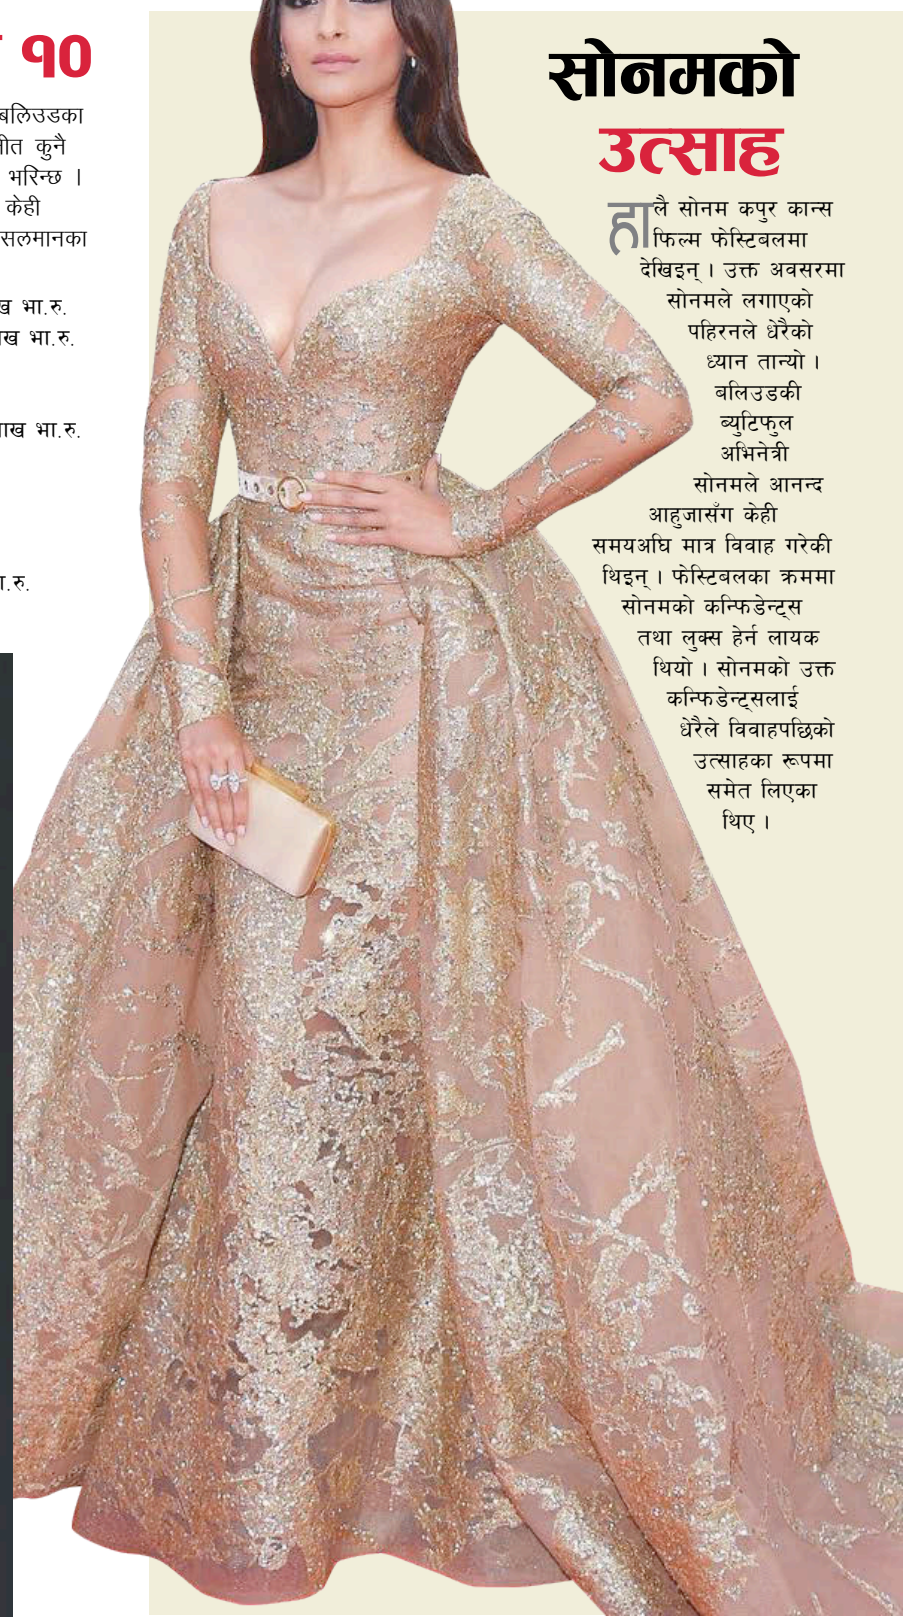 १०
बलिउडका
कुनै
भरिन्छ ।
केही
सलमानका
भा.रु.
भा.रु.
भा.रु.
सोनमको
उत्साह
हालै सोनम कपुर कान्स
फिल्म फेस्टिबलमा
देखिइन् । उक्त अवसरमा
सोनमले लगाएको
पहिरनले धेरैको
ध्यान तान्यो ।
बलिउडकी
ब्युटिफुल
अभिनेत्री
सोनमले आनन्द
आहुजासँग केही
समयअघि मात्र विवाह गरेकी
थिइन् । फेस्टिबलका क्रममा
सोनमको कन्फिडेन्ट्स
तथा लुक्स हेर्न लायक
थियो । सोनमको उक्त
कन्फिडेन्ट्सलाई
धेरैले विवाहपछिको
उत्साहका रूपमा
समेत लिएका
थिए ।